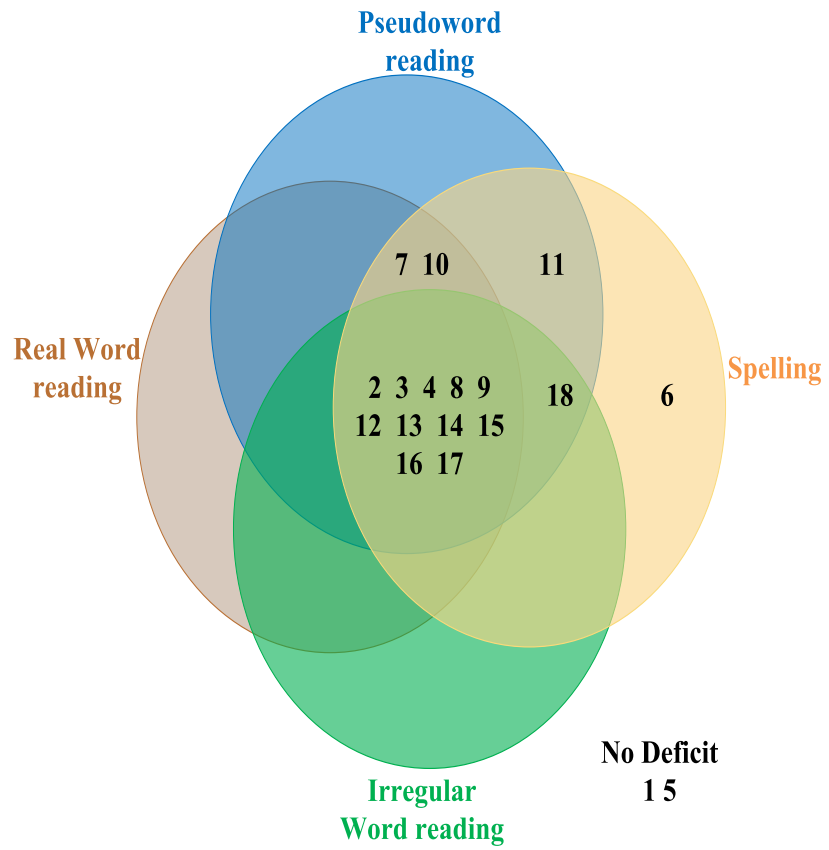 Pseudoword
reading
7 10
11
Real Word
reading
Spelling
2 3 4 8 9
12 13 14 15
16 17
18
6
No Deficit
1 5
Irregular
Word reading